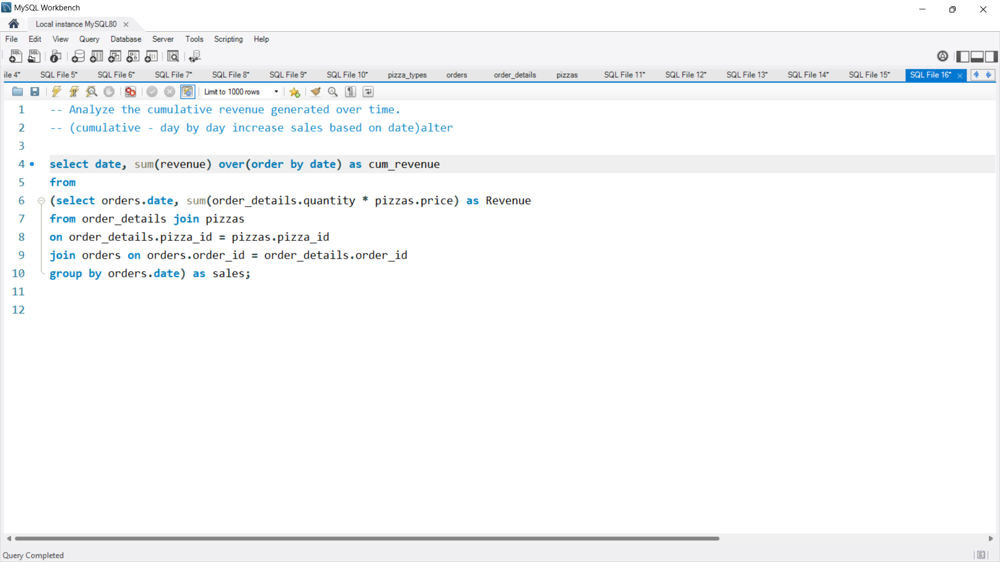 MySQL Workbench
Local instance MySQL80
File Edit View Query Database Server Tools Scripting Help
ile 4* SQL File 5* SQL File 6* SQL File 7* SQL File 8* SQL File 9* SQL File 10* pizza_types orders order_details pizzas SQL File 11* SQL File 12* SQL File 13* SQL File 14* SQL File 15* SQL File 16*
Limit to 1000 rows
1 -- Analyze the cumulative revenue generated over time.
2 -- (cumulative - day by day increase sales based on date)alter
3
4 select date, sum(revenue) over(order by date) as cum_revenue
5 from
6 (select orders.date, sum(order_details.quantity * pizzas.price) as Revenue
7 from order_details join pizzas
8 on order_details.pizza_id = pizzas.pizza_id
9 join orders on orders.order_id = order_details.order_id
10 group by orders.date) as sales;
11
12
Query Completed